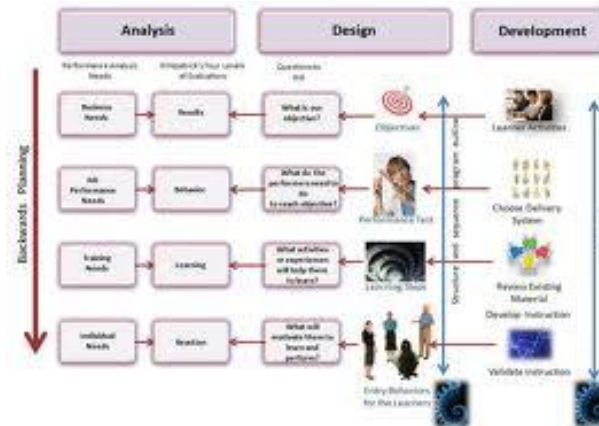 Analysis
Design
Development
Performance Analysis
Needs
Kirkpatrick's Four Levels
of Evaluations
Questions to
Ask
Backwards Planning
Business
Needs
Results
What is our
objective?
Objectives
Learner Activities
Job
Performance
Needs
Behavior
What do the
performers need to
do
to reach objective?
Performance Test
Choose Delivery
System
Training
Needs
Learning
What activities
or experiences
will help them
to learn?
Learning Steps
Review Existing
Material
Develop Instruction
Individual
Needs
Reaction
What will
motivate them to
learn and
perform?
Entry Behaviors
for the Learners
Validate Instruction
Structure and sequence program outline